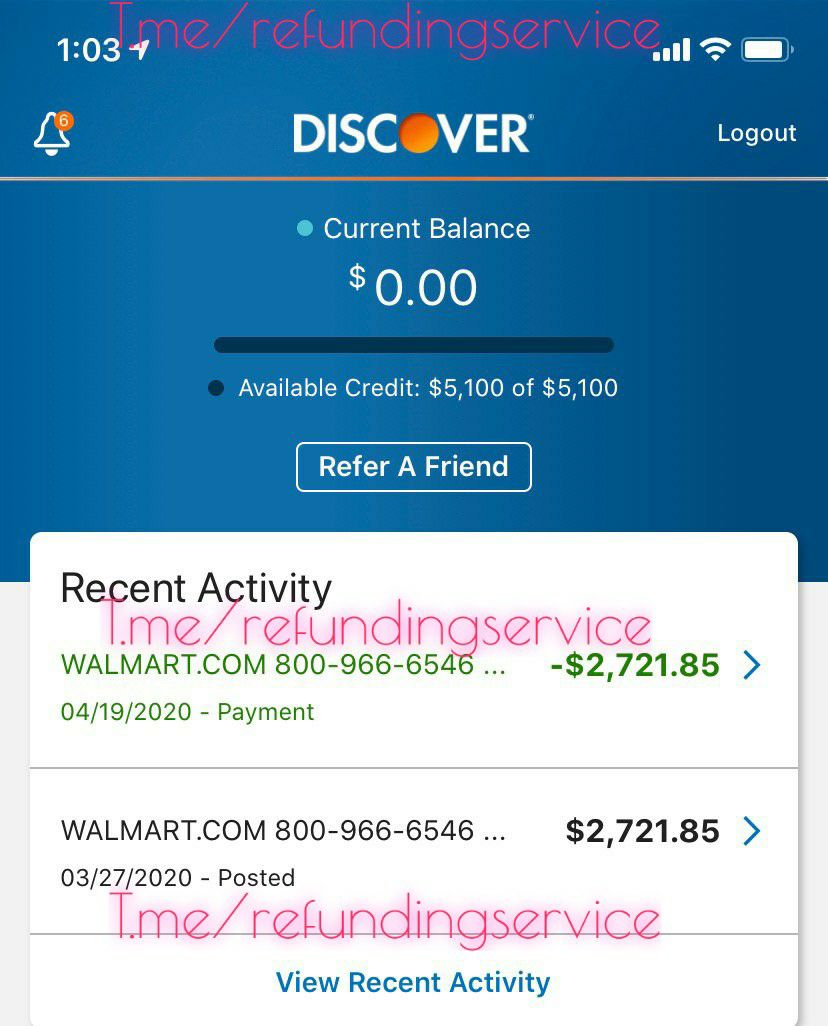 T.me/refundingservice
1:03
6
DISCOVER
Logout
Current Balance
$0.00
Available Credit: $5,100 of $5,100
Refer A Friend
Recent Activity
T.me/refundingservice
WALMART.COM 800-966-6546 ... -$2,721.85
04/19/2020 - Payment
WALMART.COM 800-966-6546 ... $2,721.85
03/27/2020 - Posted
T.me/refundingservice
View Recent Activity